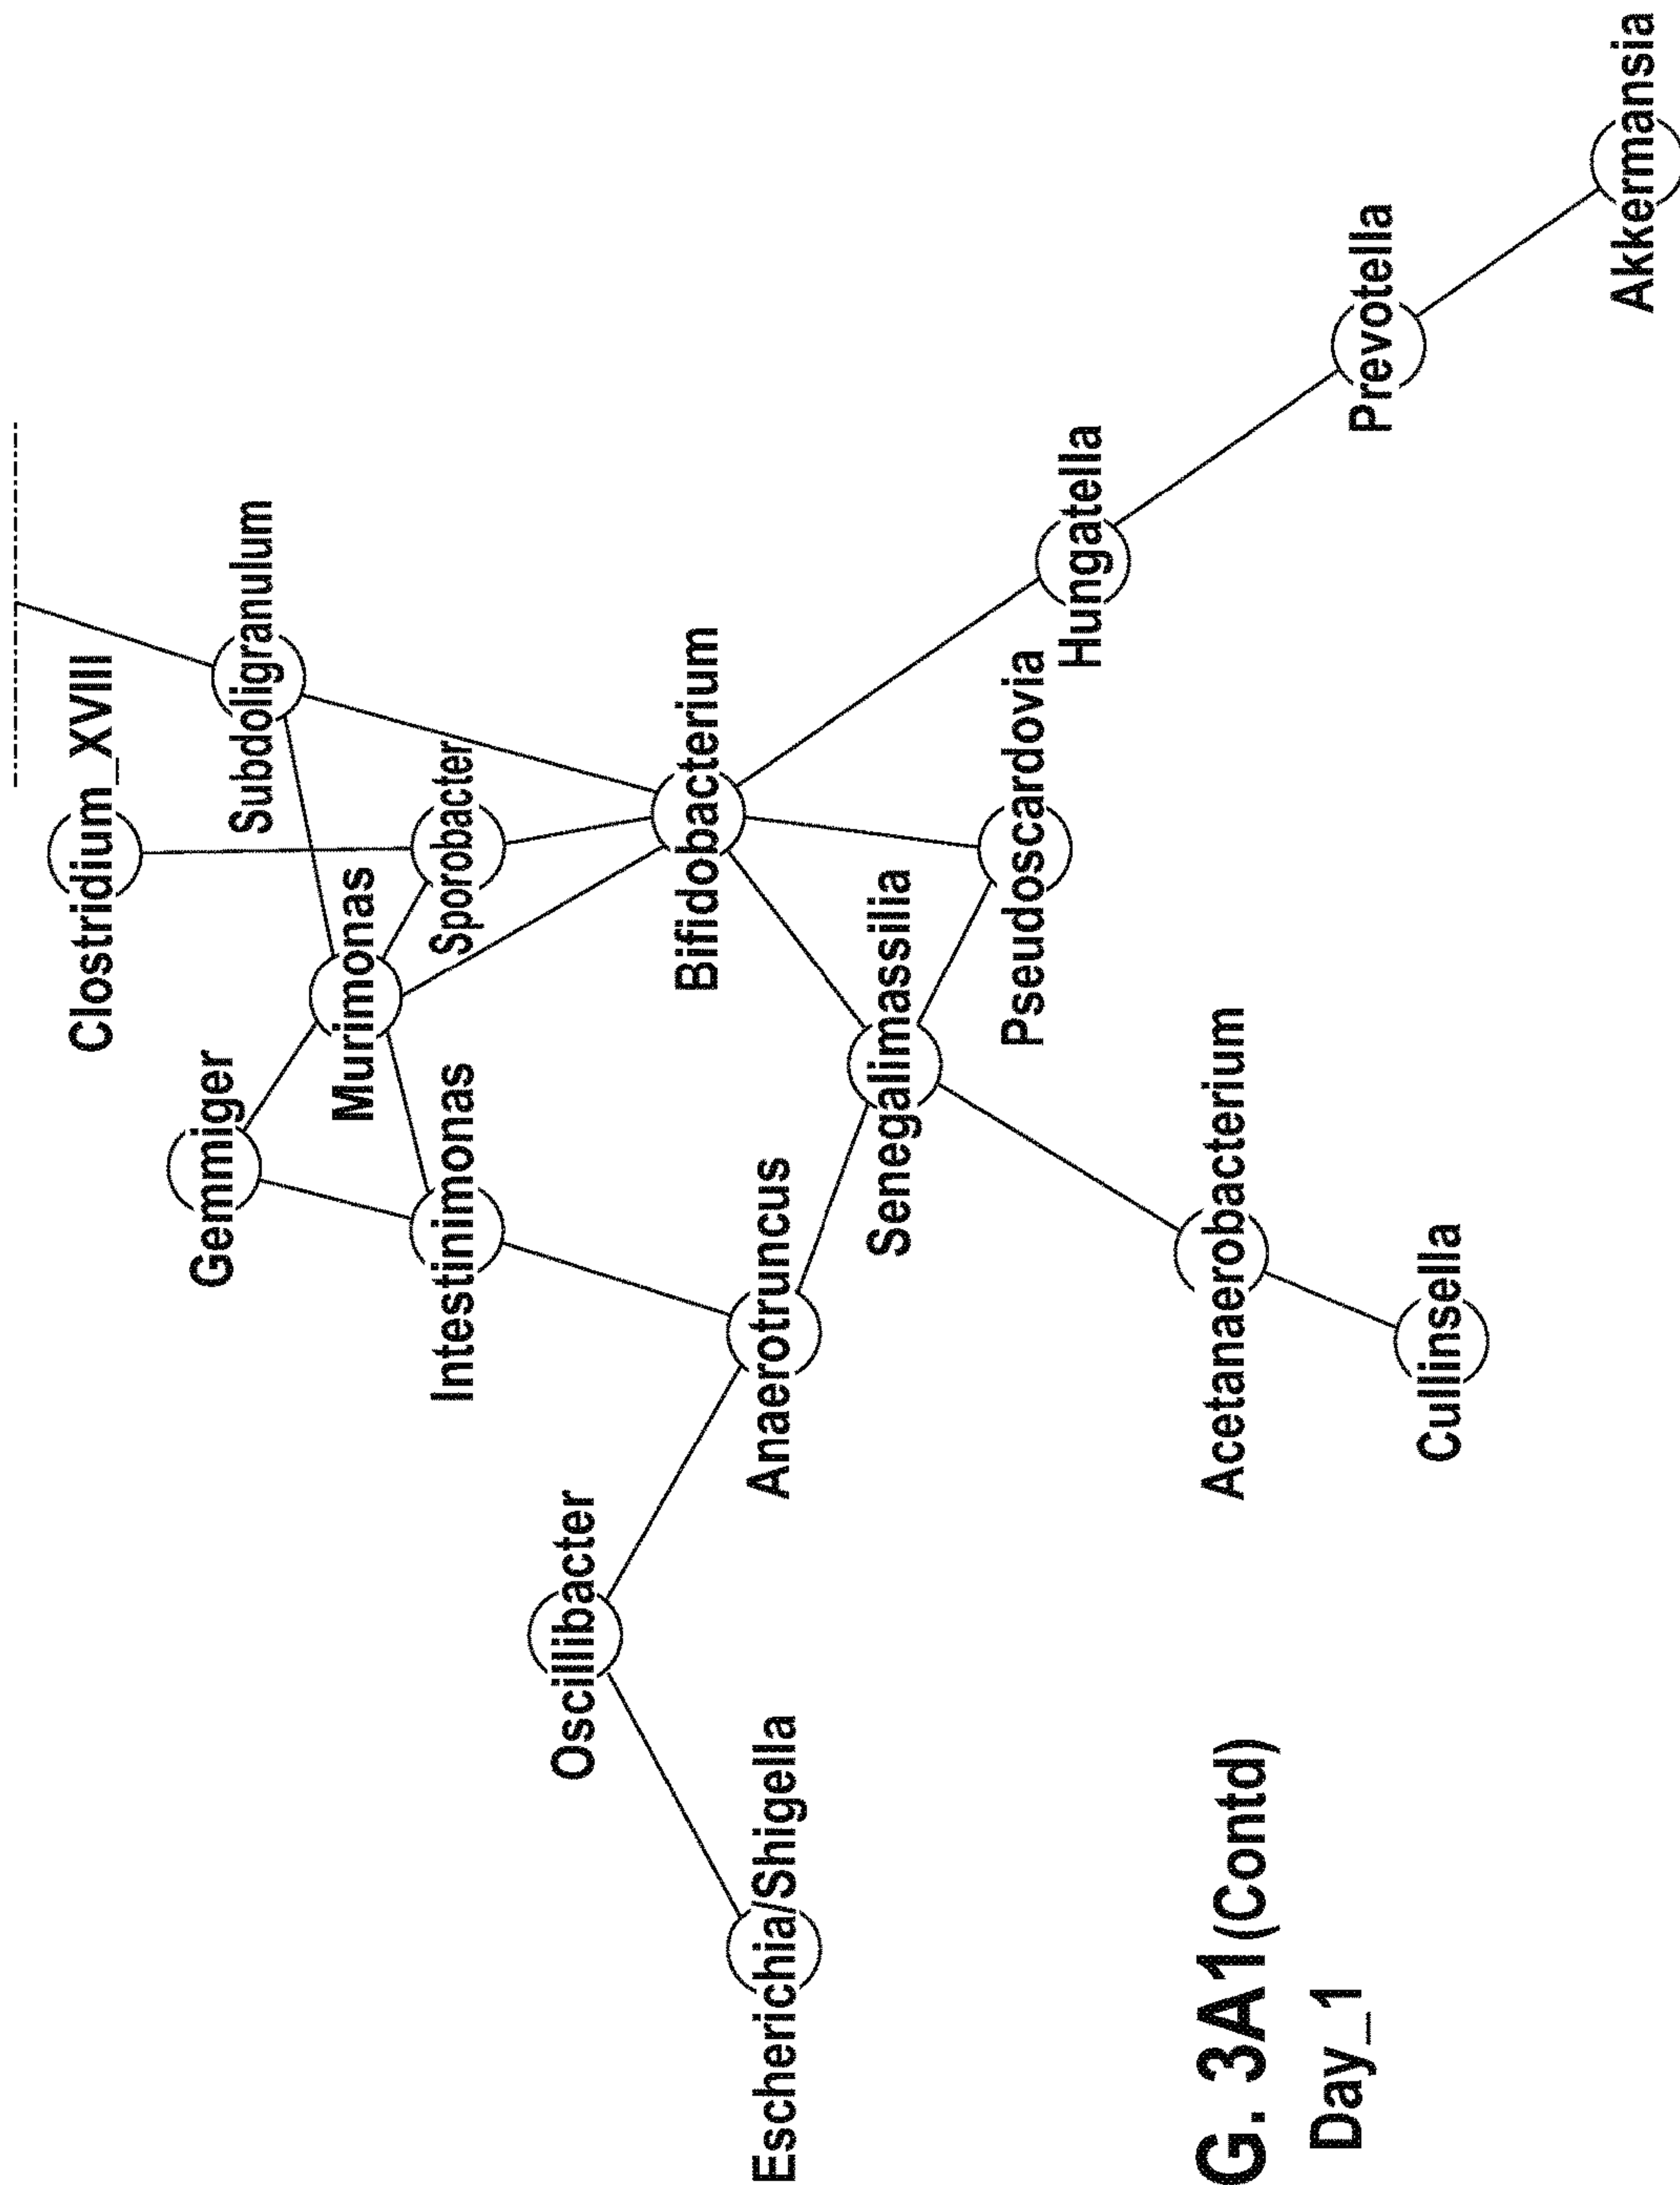 Clostridium_XVIII
Gemmiger
Subdoligranulum
Murimonas
Intestinimonas
Sporobacter
Oscillibacter
Bifidobacterium
Escherichia/Shigella
Anaerotruncus
Senegalimassilia
Pseudoscardovia
Hungatella
Acetanaerobacterium
G. 3A1(Contd)
Day_1
Prevotella
Cullinsella
Akkermansia